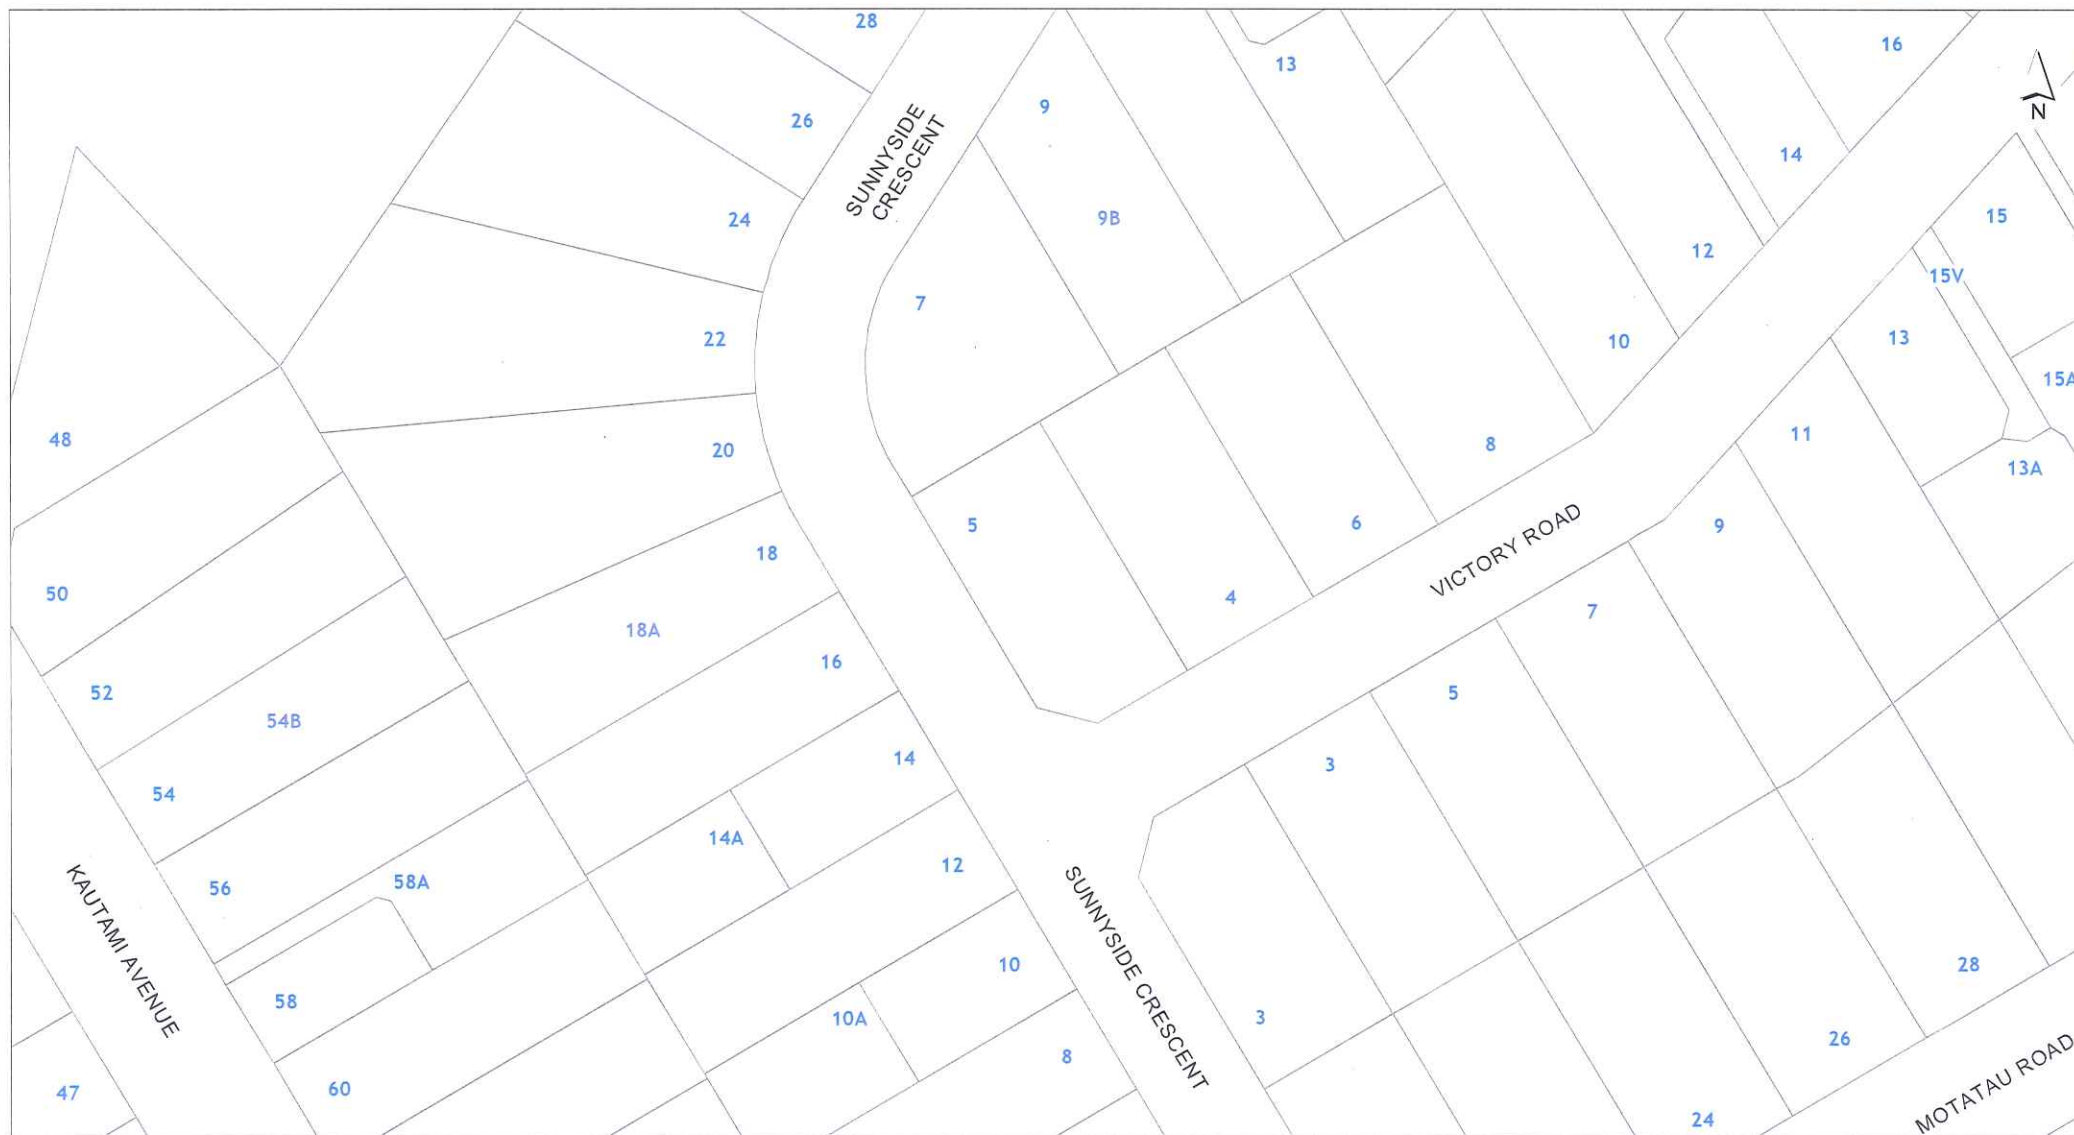 28
16
13
9
26
SUNNYSIDE
CRESCENT
N
14
24
9B
15
12
15V
7
22
10
13
15A
48
20
8
11
13A
5
6
9
VICTORY ROAD
18
50
4
7
18A
16
52
5
54B
14
3
54
14A
12
56
58A
KAUTAMI AVENUE
SUNNYSIDE CRESCENT
10
28
58
10A
3
26
8
60
47
MOTATAU ROAD
24